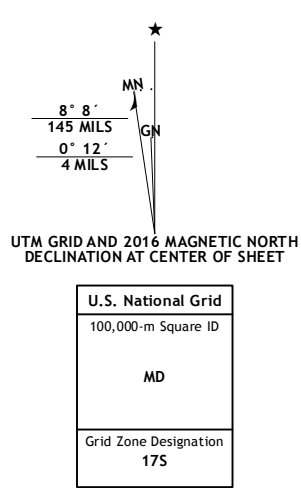 ★
MN
8° 8´
145 MILS
GN
0° 12´
4 MILS
UTM GRID AND 2016 MAGNETIC NORTH
DECLINATION AT CENTER OF SHEET
U.S. National Grid
100,000-m Square ID
MD
Grid Zone Designation
17S